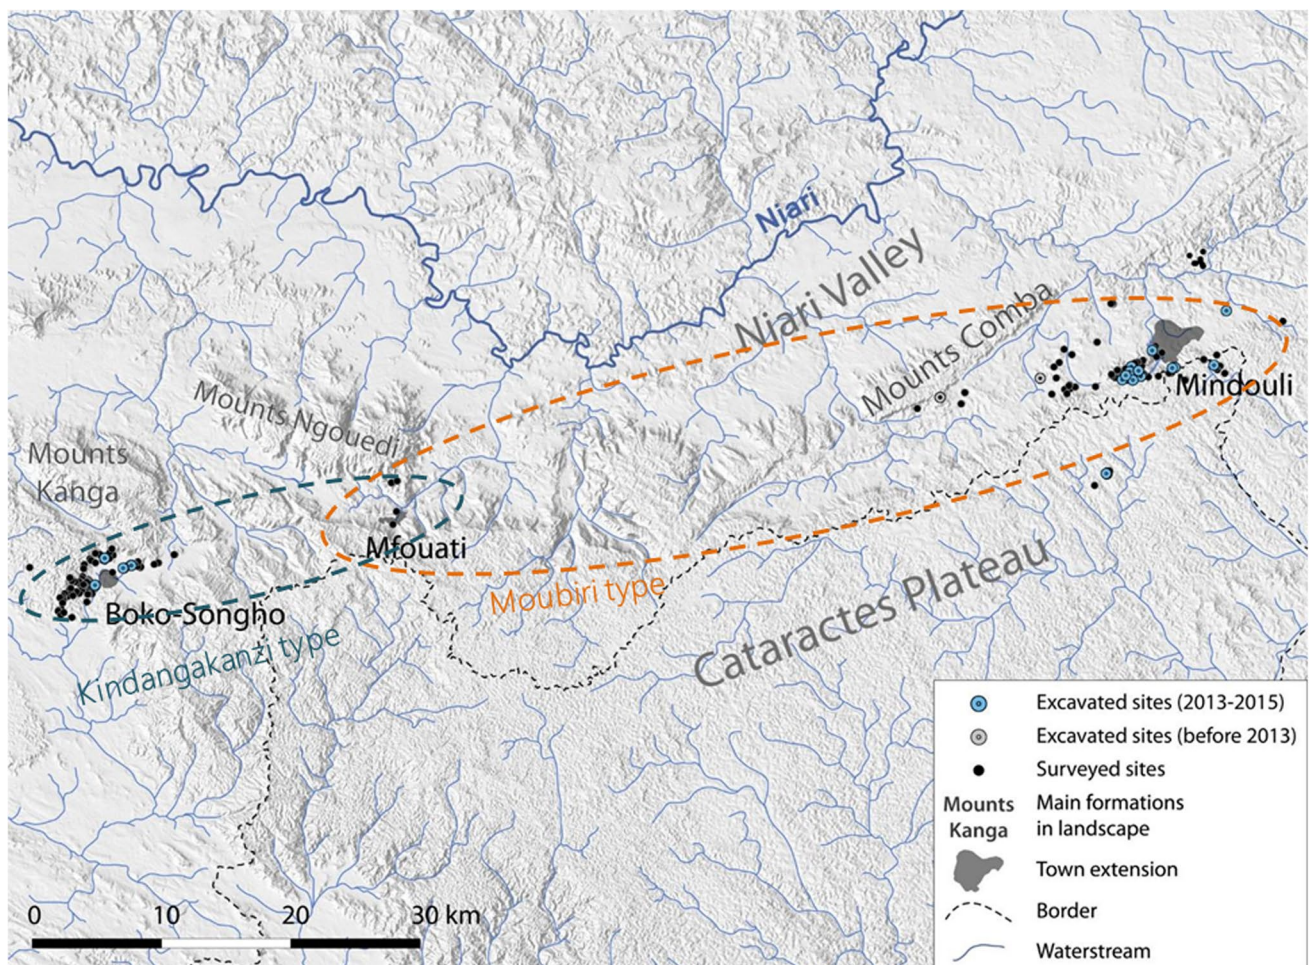 Niari
Niari Valley
Mounts Comba
Mounts Ngouedi
Mounts
Kanga
Mindouli
Mfouati
Moubiri type
Boko-Songho
Kindangakanzi type
Cataractes Plateau
Excavated sites (2013-2015)
Excavated sites (before 2013)
Surveyed sites
Mounts
Kanga
Main formations
in landscape
Town extension
Border
Waterstream
0 10 20 30 km